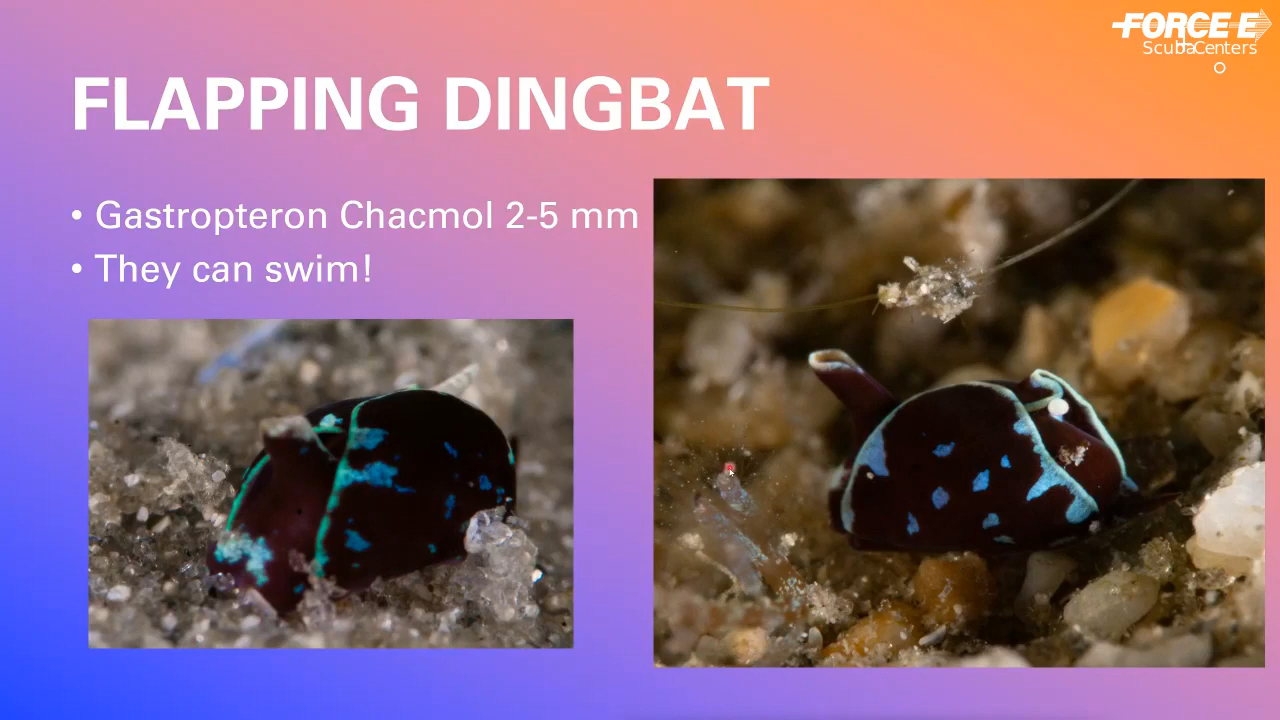 FORCE E
Scuba Centers
FLAPPING DINGBAT
• Gastropteron Chacmol 2-5 mm
• They can swim!